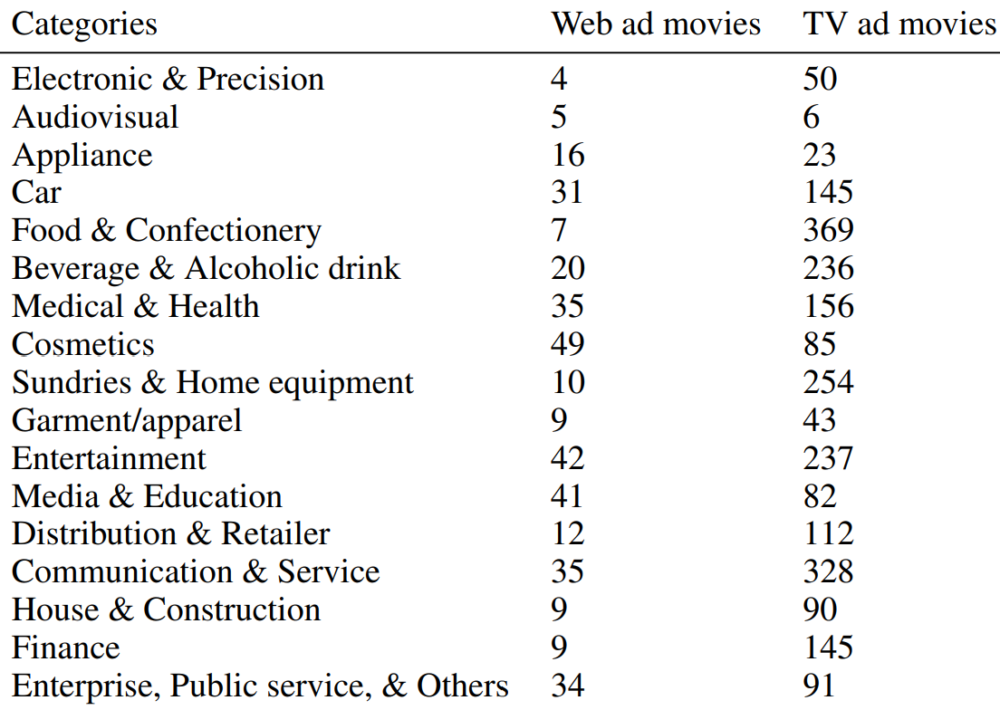 Categories Web ad movies TV ad movies
Electronic & Precision 4 50
Audiovisual 5 6
Appliance 16 23
Car 31 145
Food & Confectionery 7 369
Beverage & Alcoholic drink 20 236
Medical & Health 35 156
Cosmetics 49 85
Sundries & Home equipment 10 254
Garment/apparel 9 43
Entertainment 42 237
Media & Education 41 82
Distribution & Retailer 12 112
Communication & Service 35 328
House & Construction 9 90
Finance 9 145
Enterprise, Public service, & Others 34 91